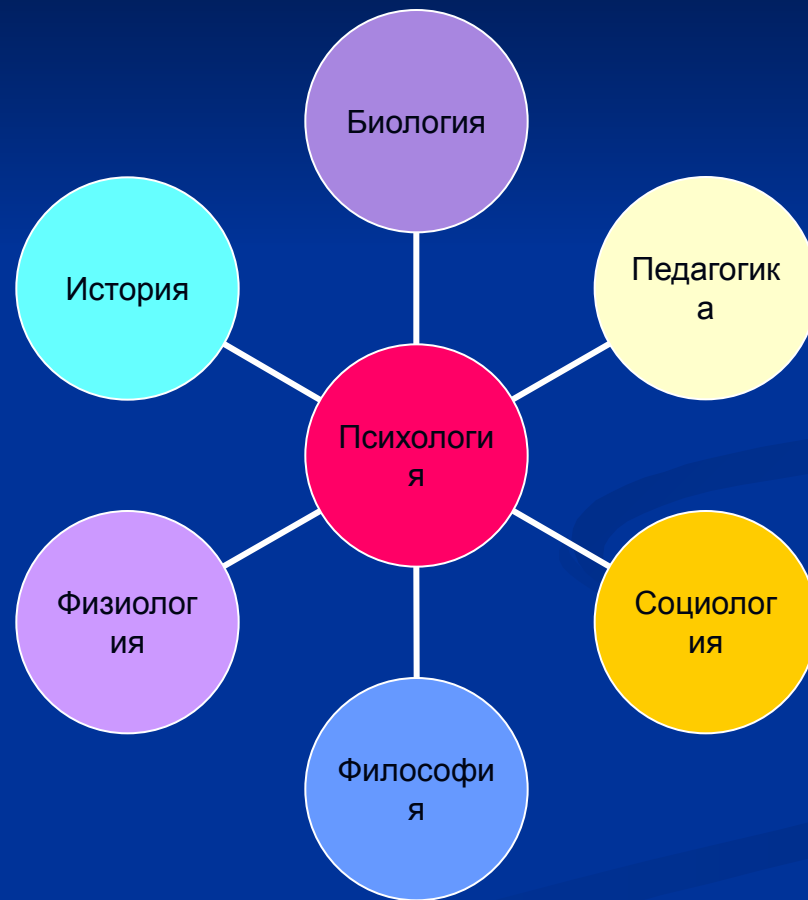 Биология
История
Педагогик
а
Психологи
я
Физиолог
ия
Социолог
ия
Философи
я